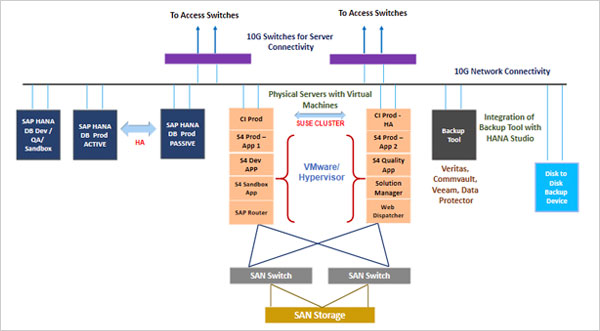 To Access Switches
To Access Switches
10G Switches for Server
Connectivity
10G Network Connectivity
Physical Servers with Virtual
Machines
SAP HANA
DB Dev /
QA/
Sandbox
SAP HANA
DB Prod
ACTIVE
HA
SAP HANA
DB Prod
PASSIVE
CI Prod
S4 Prod –
App 1
S4 Dev
APP
S4 Sandbox
App
SAP Router
SUSE CLUSTER
VMware/
Hypervisor
CI Prod -
HA
S4 Prod –
App 2
S4 Quality
App
Solution
Manager
Web
Dispatcher
Backup
Tool
Integration of
Backup Tool with
HANA Studio
Veritas,
Commvault,
Veeam, Data
Protector
Disk to
Disk
Backup
Device
SAN Switch
SAN Switch
SAN Storage